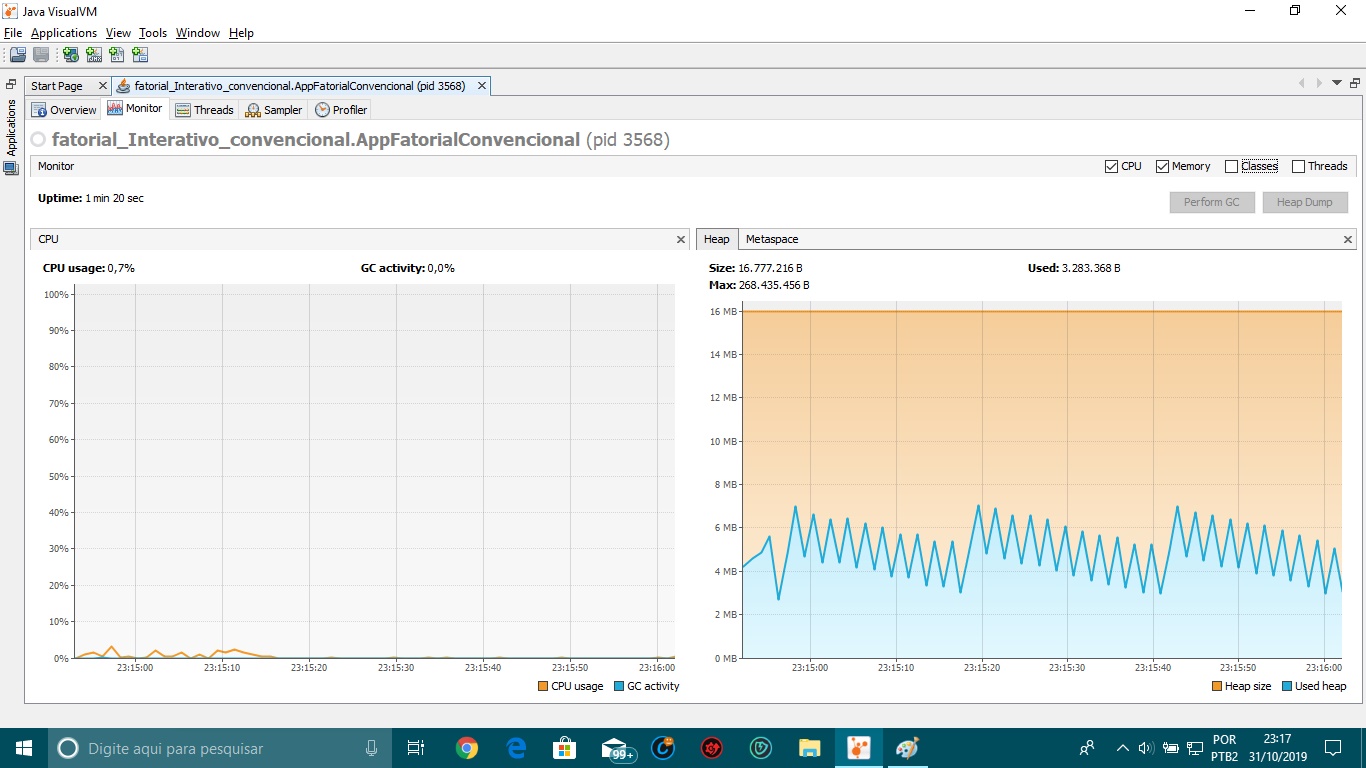 Java VisualVM
File Applications View Tools Window Help
Start Page fatorial_Interativo_convencional.AppFatorialConvencional (pid 3568)
Applications
Overview Monitor Threads Sampler Profiler
fatorial_Interativo_convencional.AppFatorialConvencional (pid 3568)
Monitor CPU Memory Classes Threads
Uptime: 1 min 20 sec
Perform GC Heap Dump
CPU
CPU usage: 0,7% GC activity: 0,0%
100%
90%
80%
70%
60%
50%
40%
30%
20%
10%
0%
23:15:00 23:15:10 23:15:20 23:15:30 23:15:40 23:15:50 23:16:00
CPU usage GC activity
Heap Metaspace
Size: 16.777.216 B Used: 3.283.368 B
Max: 268.435.456 B
16 MB
14 MB
12 MB
10 MB
8 MB
6 MB
4 MB
2 MB
0 MB
23:15:00 23:15:10 23:15:20 23:15:30 23:15:40 23:15:50 23:16:00
Heap size Used heap
Digite aqui para pesquisar
99+
POR
PTB2
23:17
31/10/2019